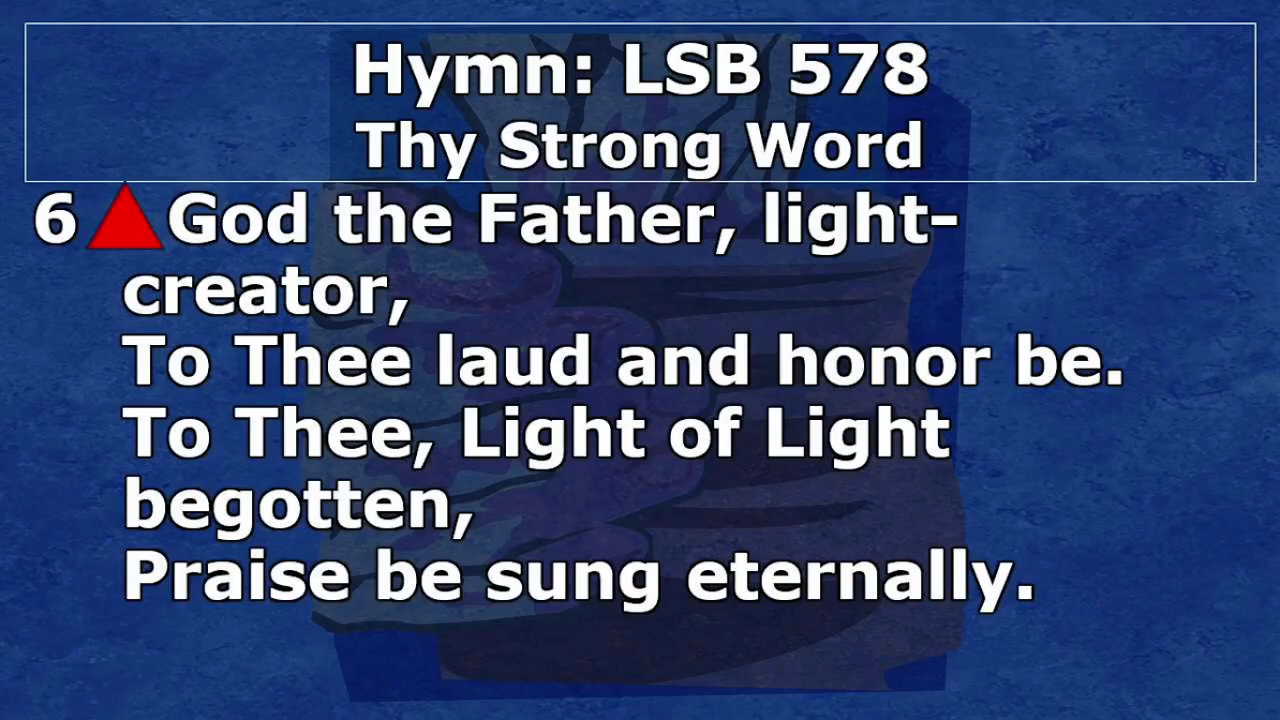 Hymn: LSB 578
Thy Strong Word
6 God the Father, light-
creator,
To Thee laud and honor be.
To Thee, Light of Light
begotten,
Praise be sung eternally.